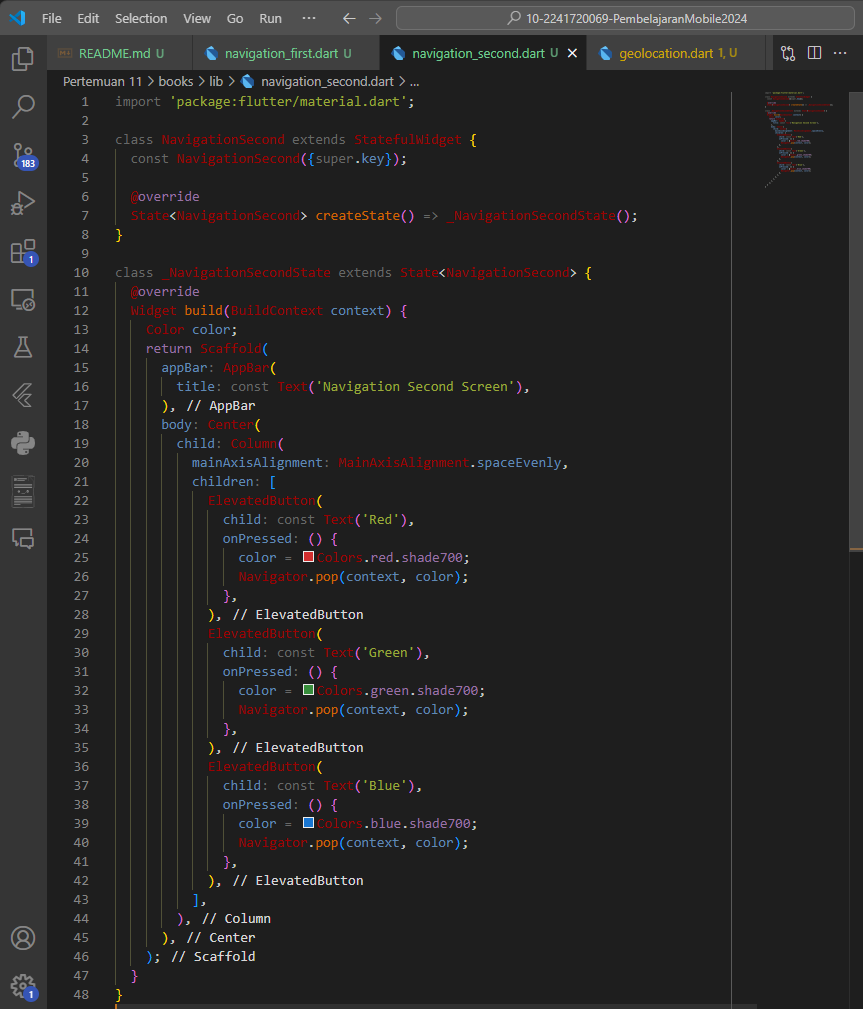 File Edit Selection View Go Run ··· 10-2241720069-PembelajaranMobile2024
README.md U navigation_first.dart U navigation_second.dart U geolocation.dart 1, U
Pertemuan 11 > books > lib > navigation_second.dart > ...
1 import 'package:flutter/material.dart';
2
3 class NavigationSecond extends StatefulWidget {
4 const NavigationSecond({super.key});
5
6 @override
7 State<NavigationSecond> createState() => _NavigationSecondState();
8 }
9
10 class _NavigationSecondState extends State<NavigationSecond> {
11 @override
12 Widget build(BuildContext context) {
13 Color color;
14 return Scaffold(
15 appBar: AppBar(
16 title: const Text('Navigation Second Screen'),
17 ), // AppBar
18 body: Center(
19 child: Column(
20 mainAxisAlignment: MainAxisAlignment.spaceEvenly,
21 children: [
22 ElevatedButton(
23 child: const Text('Red'),
24 onPressed: () {
25 color = Colors.red.shade700;
26 Navigator.pop(context, color);
27 },
28 ), // ElevatedButton
29 ElevatedButton(
30 child: const Text('Green'),
31 onPressed: () {
32 color = Colors.green.shade700;
33 Navigator.pop(context, color);
34 },
35 ), // ElevatedButton
36 ElevatedButton(
37 child: const Text('Blue'),
38 onPressed: () {
39 color = Colors.blue.shade700;
40 Navigator.pop(context, color);
41 },
42 ), // ElevatedButton
43 ],
44 ), // Column
45 ), // Center
46 ); // Scaffold
47 }
48 }
183
1
1